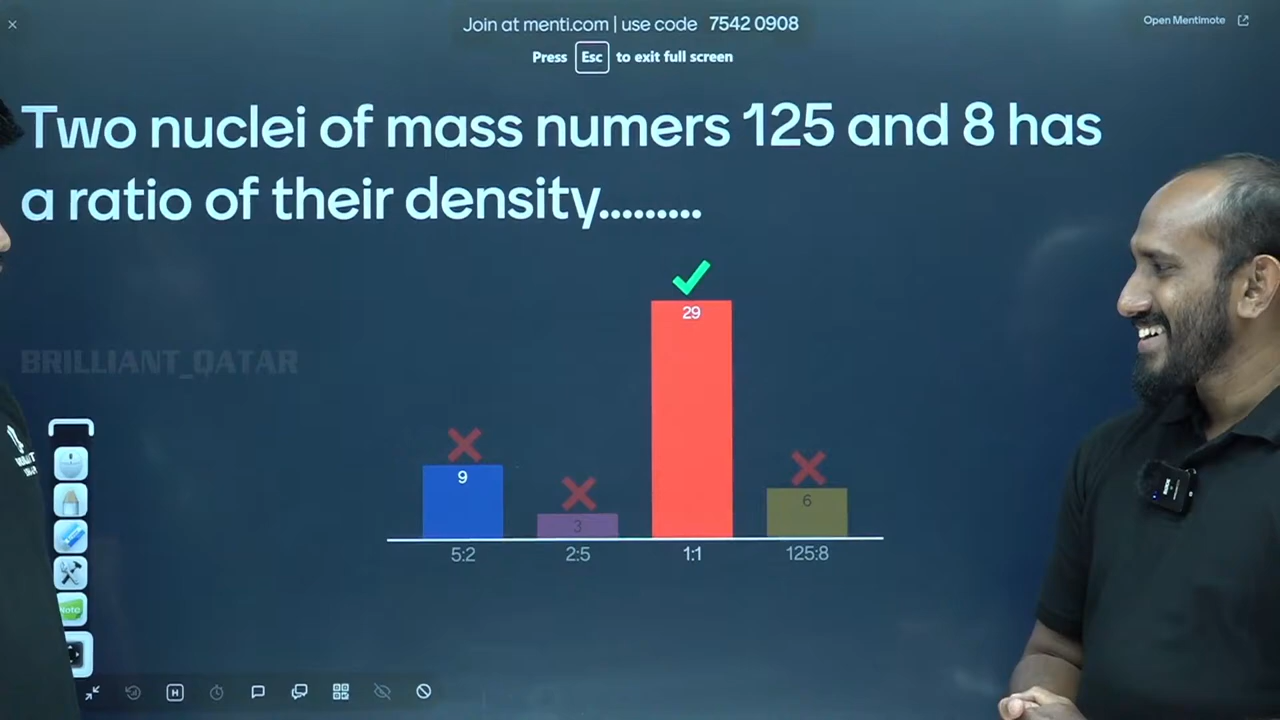 Join at menti.com | use code 7542 0908
Open Mentimote
Press Esc to exit full screen
Two nuclei of mass numers 125 and 8 has
a ratio of their density.........
BRILLIANT_QATAR
29
9
3
6
5:2
2:5
1:1
125:8
Note
H